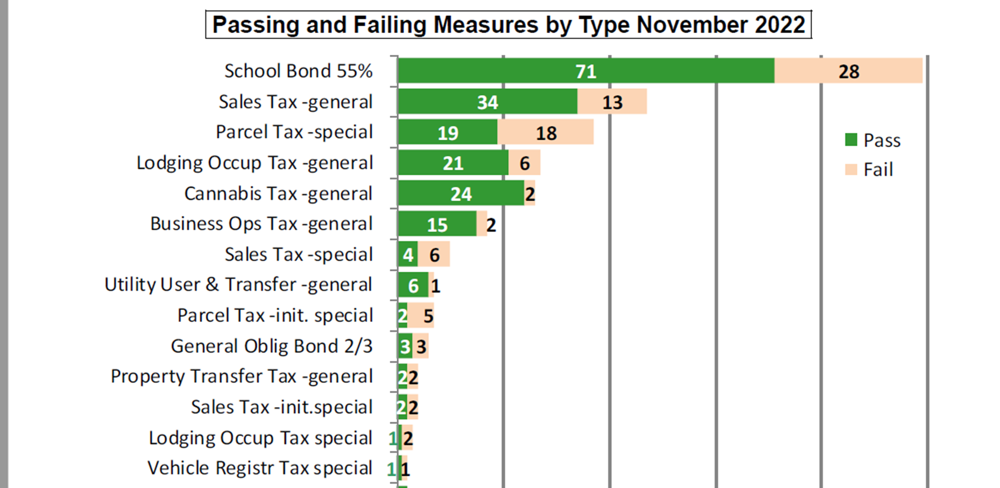 Passing and Failing Measures by Type November 2022
School Bond 55% 71 28
Sales Tax -general 34 13
Parcel Tax -special 19 18
Pass
Lodging Occup Tax -general 21 6
Fail
Cannabis Tax -general 24 2
Business Ops Tax -general 15 2
Sales Tax -special 4 6
Utility User & Transfer -general 6 1
Parcel Tax -init. special 2 5
General Oblig Bond 2/3 3 3
Property Transfer Tax -general 2 2
Sales Tax -init.special 2 2
Lodging Occup Tax special 1 2
Vehicle Registr Tax special 1 1